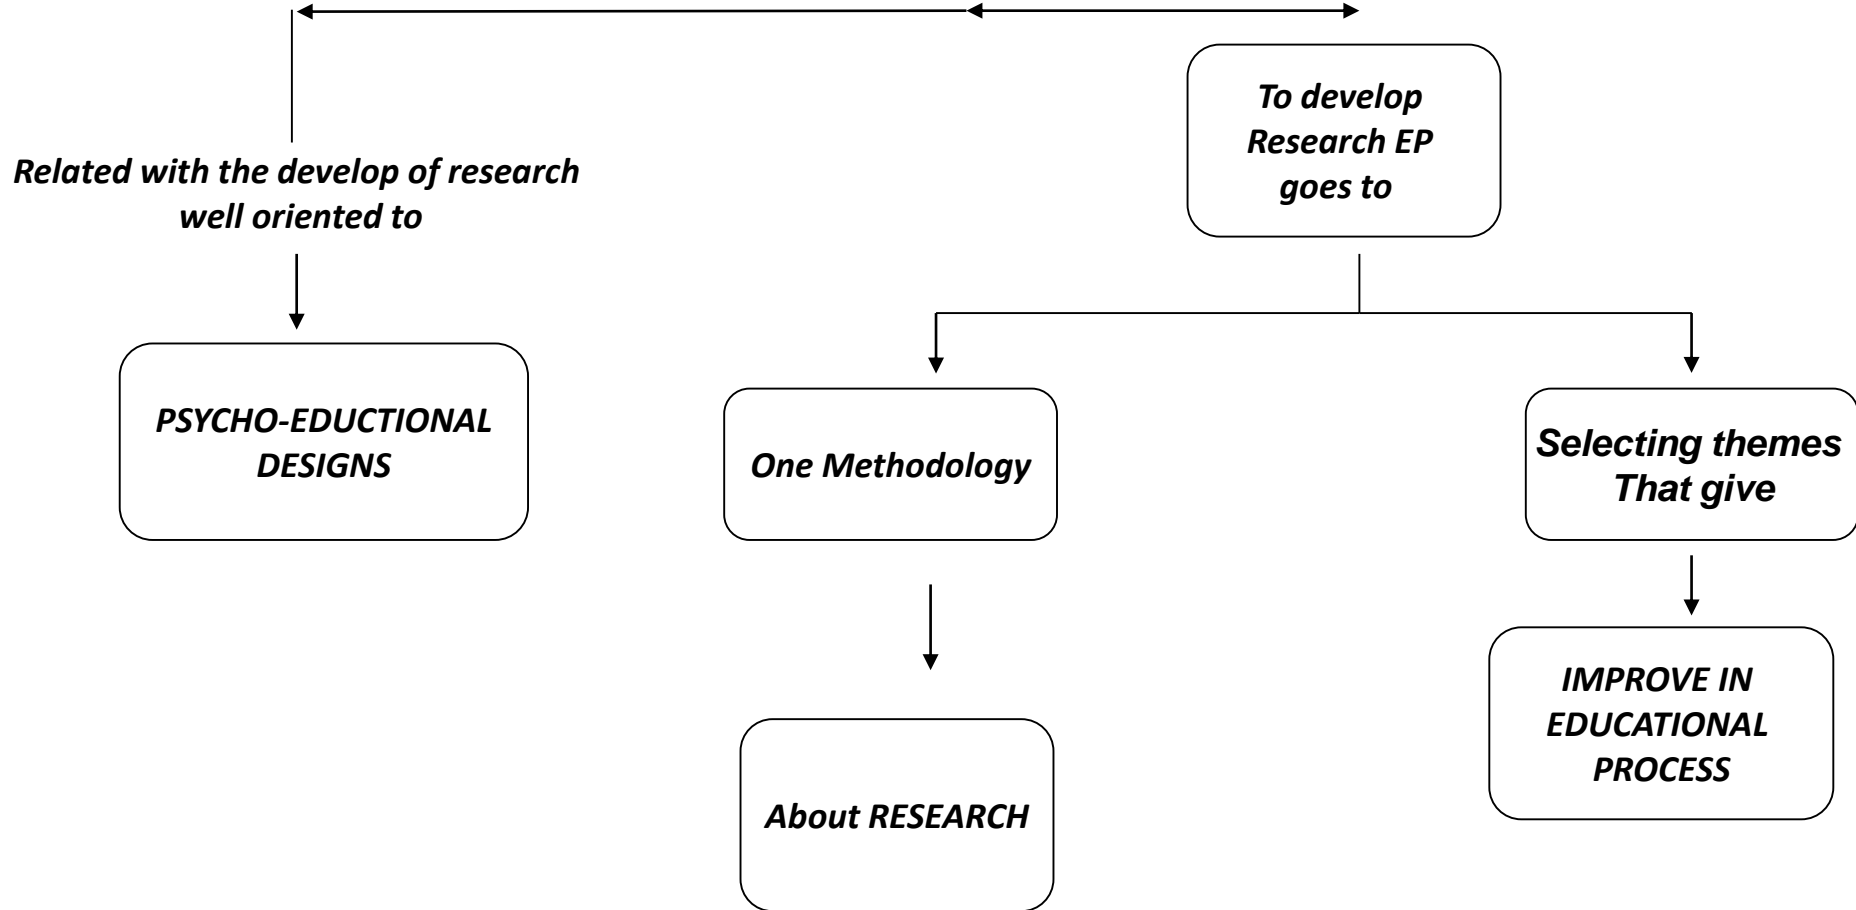 To develop
Research EP
goes to
Related with the develop of research
well oriented to
PSYCHO-EDUCTIONAL
DESIGNS
One Methodology
Selecting themes
That give
IMPROVE IN
EDUCATIONAL
PROCESS
About RESEARCH